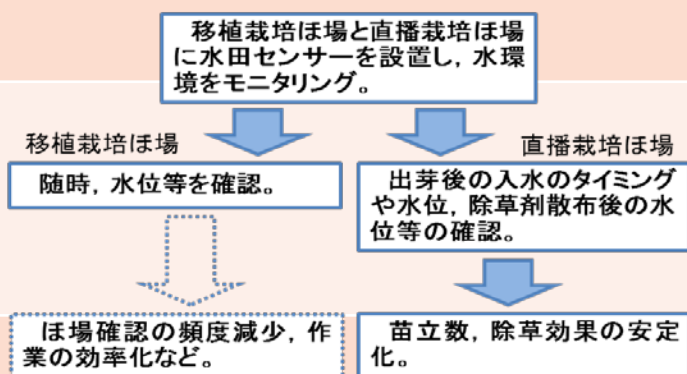 移植栽培ほ場と直播栽培ほ場
に水田センサーを設置し，水環
境をモニタリング。
移植栽培ほ場
随時，水位等を確認。
ほ場確認の頻度減少，作
業の効率化など。
直播栽培ほ場
出芽後の入水のタイミング
や水位，除草剤散布後の水
位等の確認。
苗立数，除草効果の安定
化。